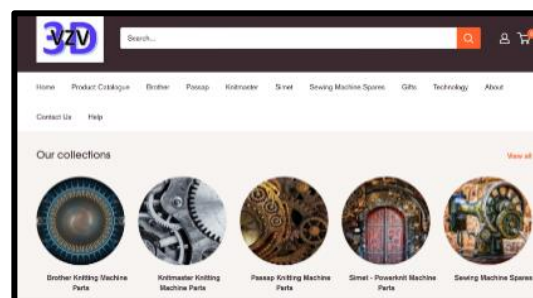 3D
VZV
Search...
Home Product Catalogue Brother Passap Knitmaster Simet Sewing Machine Spares Gifts Technology About
Contact Us Help
Our collections
View all
Brother Knitting Machine Parts
Knitmaster Knitting Machine Parts
Passap Knitting Machine Parts
Simet - Powerknit Machine Parts
Sewing Machine Spares